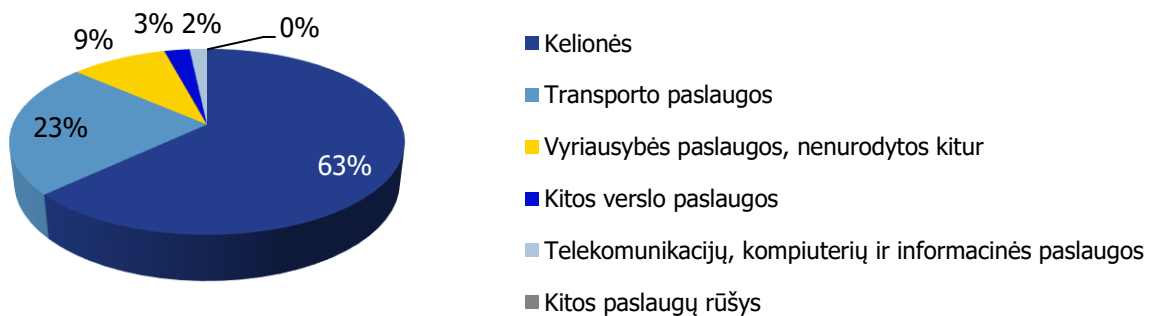 3% 2% 0%
9%
23%
63%
Kelionės
Transporto paslaugos
Vyriausybės paslaugos, nenurodytos kitur
Kitos verslo paslaugos
Telekomunikacijų, kompiuterių ir informacinės paslaugos
Kitos paslaugų rūšys